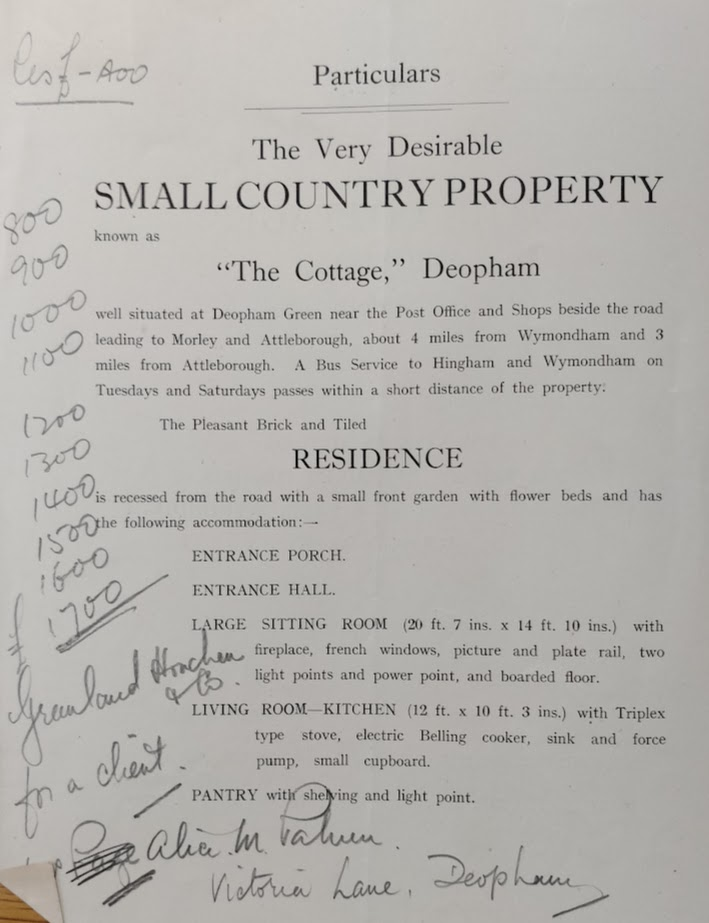 Particulars
The Very Desirable
SMALL COUNTRY PROPERTY
known as
“The Cottage,” Deopham
well situated at Deopham Green near the Post Office and Shops beside the road
leading to Morley and Attleborough, about 4 miles from Wymondham and 3
miles from Attleborough. A Bus Service to Hingham and Wymondham on
Tuesdays and Saturdays passes within a short distance of the property.
The Pleasant Brick and Tiled
RESIDENCE
is recessed from the road with a small front garden with flower beds and has
the following accommodation:—
ENTRANCE PORCH.
ENTRANCE HALL.
LARGE SITTING ROOM (20 ft. 7 ins. x 14 ft. 10 ins.) with
fireplace, french windows, picture and plate rail, two
light points and power point, and boarded floor.
LIVING ROOM—KITCHEN (12 ft. x 10 ft. 3 ins.) with Triplex
type stove, electric Belling cooker, sink and force
pump, small cupboard.
PANTRY with shelving and light point.
800
900
1000
1100
1200
1300
1400
1500
1600
£ 1700
& Co.
for a client.
Alice M.
Victoria Lane, Deopham